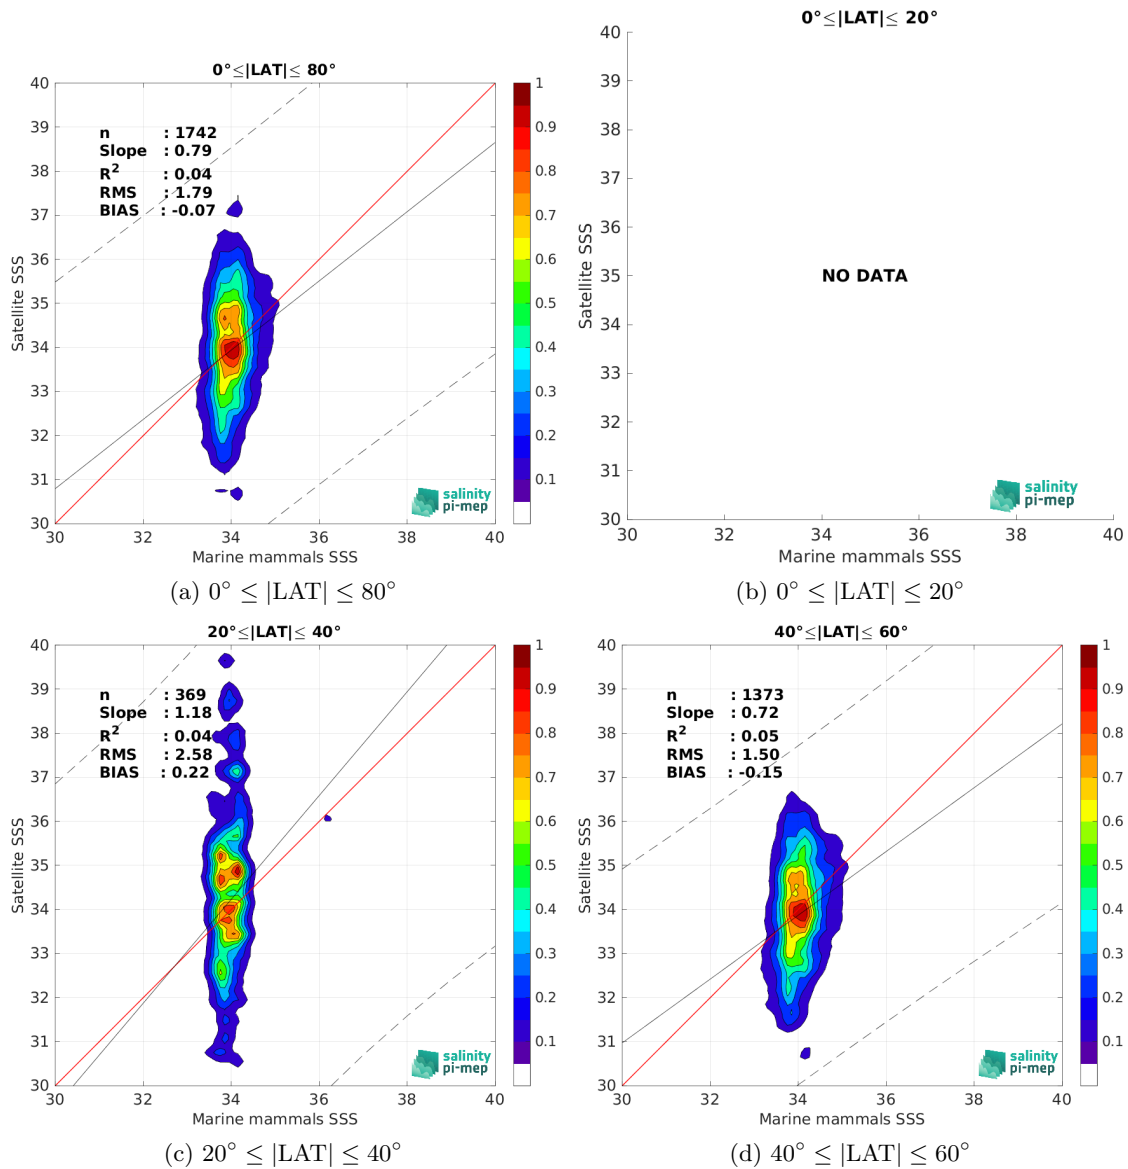 0°≤|LAT|≤ 80°
40
39
38
37
36
35
34
33
32
31
30
Satellite SSS
n : 1742
Slope : 0.79
R² : 0.04
RMS : 1.79
BIAS : -0.07
1
0.9
0.8
0.7
0.6
0.5
0.4
0.3
0.2
0.1
salinity
pi-mep
30 32 34 36 38 40
Marine mammals SSS
(a) 0° ≤ |LAT| ≤ 80°
0°≤|LAT|≤ 20°
40
39
38
37
36
35
34
33
32
31
30
Satellite SSS
NO DATA
salinity
pi-mep
30 32 34 36 38 40
Marine mammals SSS
(b) 0° ≤ |LAT| ≤ 20°
20°≤|LAT|≤ 40°
40
39
38
37
36
35
34
33
32
31
30
Satellite SSS
n : 369
Slope : 1.18
R² : 0.04
RMS : 2.58
BIAS : 0.22
1
0.9
0.8
0.7
0.6
0.5
0.4
0.3
0.2
0.1
salinity
pi-mep
30 32 34 36 38 40
Marine mammals SSS
(c) 20° ≤ |LAT| ≤ 40°
40°≤|LAT|≤ 60°
40
39
38
37
36
35
34
33
32
31
30
Satellite SSS
n : 1373
Slope : 0.72
R² : 0.05
RMS : 1.50
BIAS : -0.15
1
0.9
0.8
0.7
0.6
0.5
0.4
0.3
0.2
0.1
salinity
pi-mep
30 32 34 36 38 40
Marine mammals SSS
(d) 40° ≤ |LAT| ≤ 60°